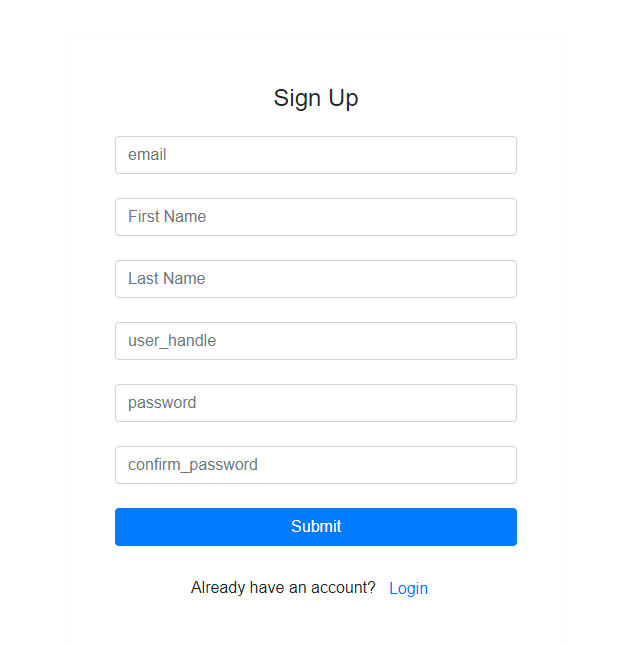 Sign Up
email
First Name
Last Name
user_handle
password
confirm_password
Submit
Already have an account? Login